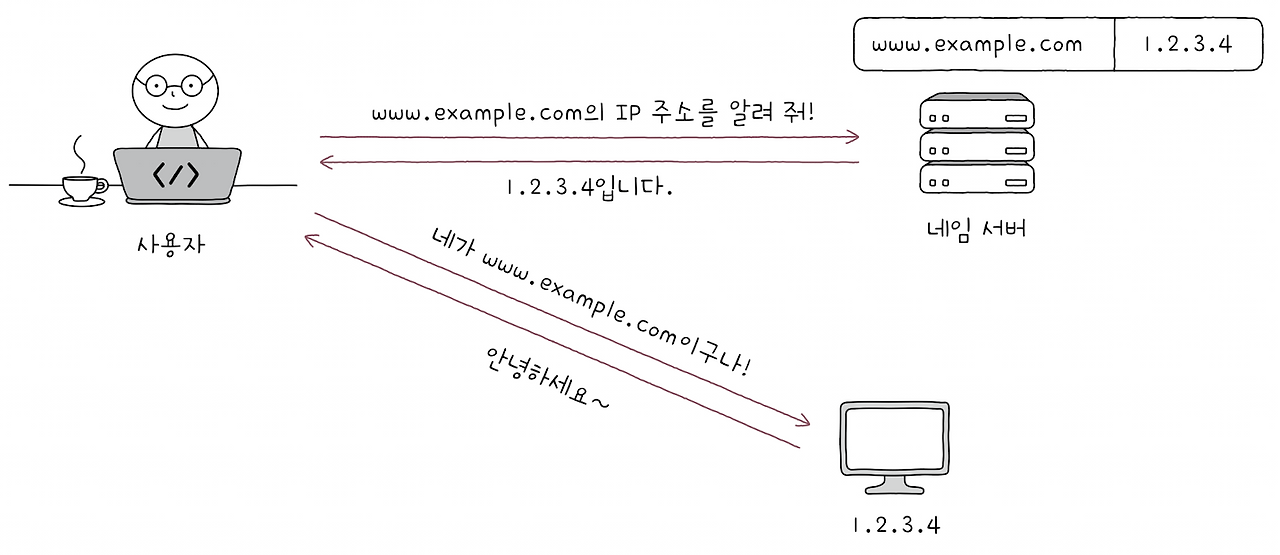 www.example.com 1.2.3.4
www.example.com의 IP 주소를 알려 줘!
</>
1.2.3.4입니다.
사용자
네임 서버
네가 www.example.com이구나!
안녕하세요~
1.2.3.4